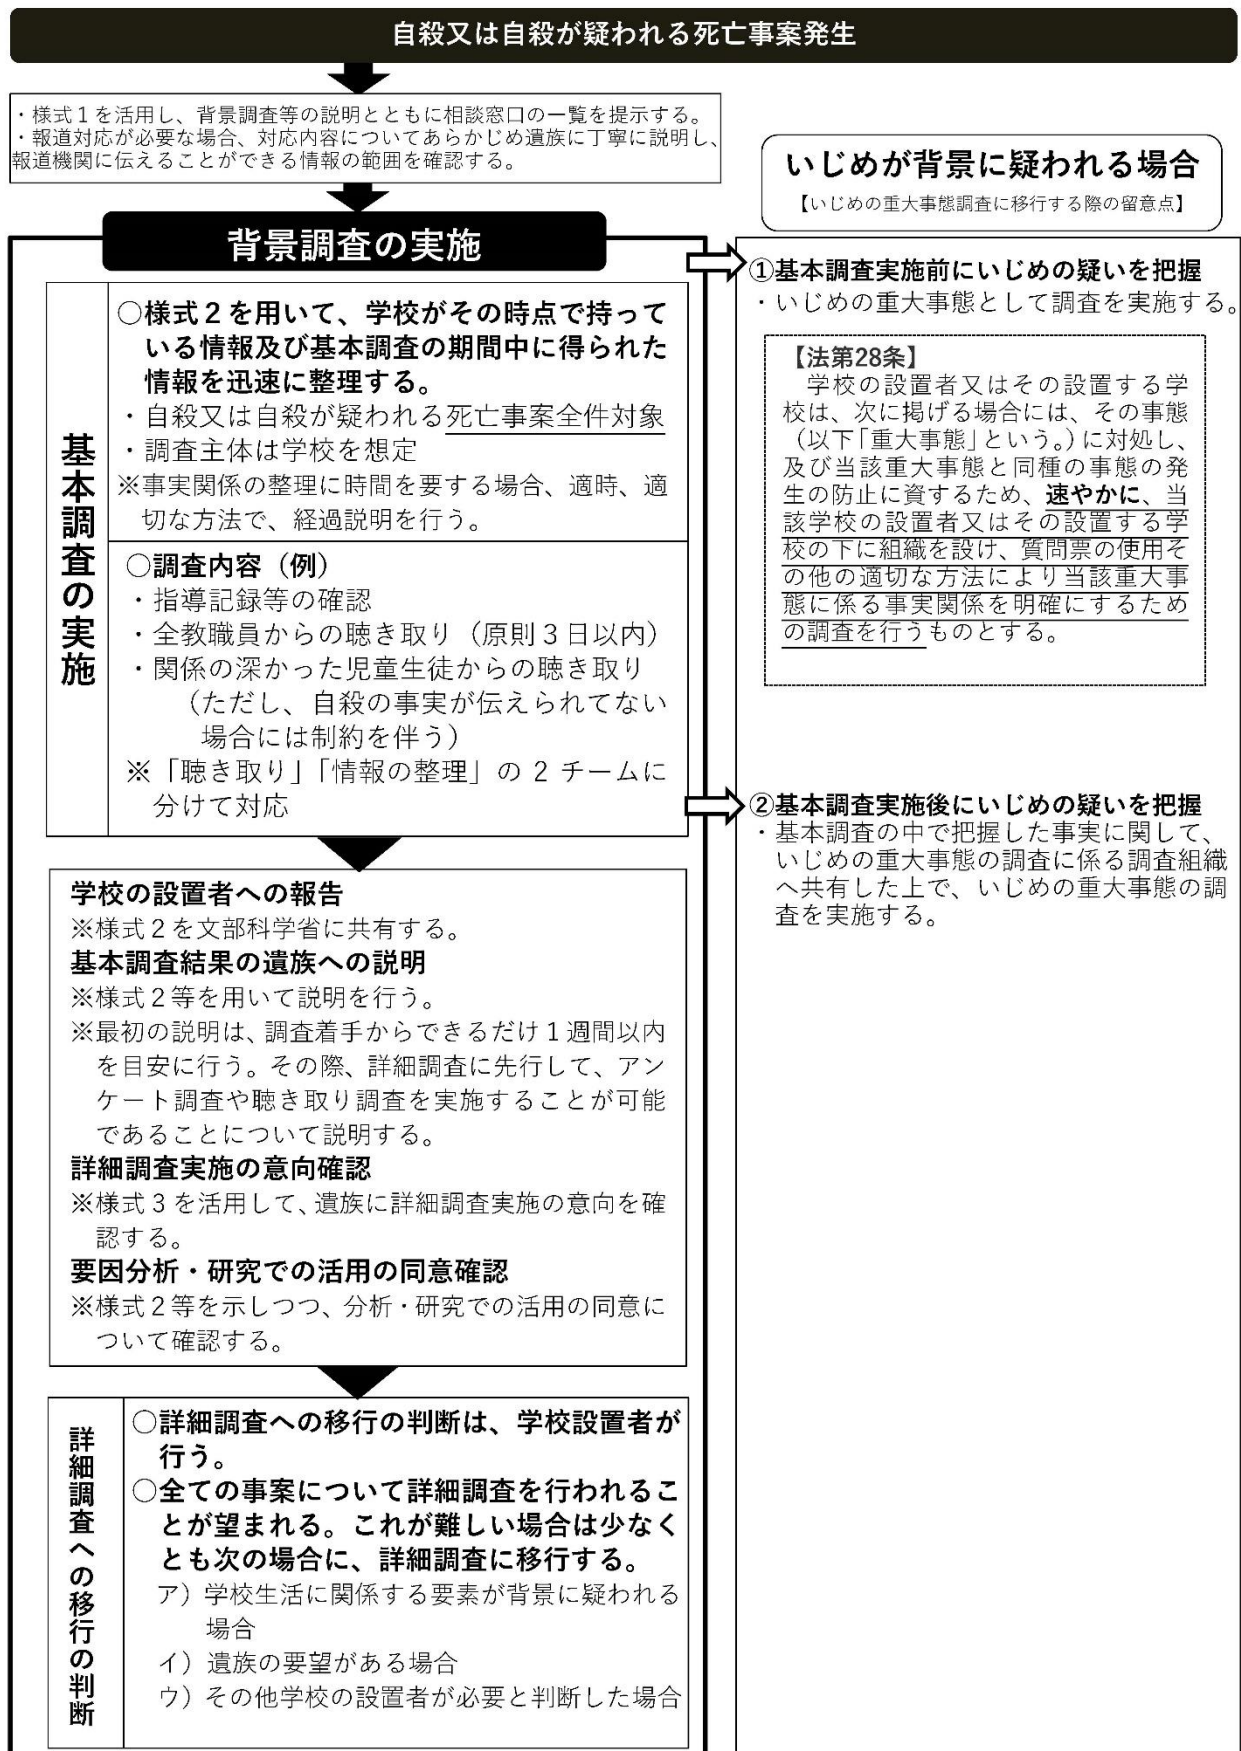 自殺又は自殺が疑われる死亡事案発生
・様式１を活用し、背景調査等の説明とともに相談窓口の一覧を提示する。
・報道対応が必要な場合、対応内容についてあらかじめ遺族に丁寧に説明し、
報道機関に伝えることができる情報の範囲を確認する。
背景調査の実施
基本調査の実施
○様式２を用いて、学校がその時点で持って
いる情報及び基本調査の期間中に得られた
情報を迅速に整理する。
・自殺又は自殺が疑われる死亡事案全件対象
・調査主体は学校を想定
※事実関係の整理に時間を要する場合、適時、適
切な方法で、経過説明を行う。
○調査内容（例）
・指導記録等の確認
・全教職員からの聴き取り（原則３日以内）
・関係の深かった児童生徒からの聴き取り
（ただし、自殺の事実が伝えられてない
場合には制約を伴う）
※「聴き取り」「情報の整理」の２チームに
分けて対応
学校の設置者への報告
※様式２を文部科学省に共有する。
基本調査結果の遺族への説明
※様式２等を用いて説明を行う。
※最初の説明は、調査着手からできるだけ１週間以内
を目安に行う。その際、詳細調査に先行して、アン
ケート調査や聴き取り調査を実施することが可能
であることについて説明する。
詳細調査実施の意向確認
※様式３を活用して、遺族に詳細調査実施の意向を確
認する。
要因分析・研究での活用の同意確認
※様式２等を示しつつ、分析・研究での活用の同意に
ついて確認する。
詳細調査への移行の判断
○詳細調査への移行の判断は、学校設置者が
行う。
○全ての事案について詳細調査を行われるこ
とが望まれる。これが難しい場合は少なく
とも次の場合に、詳細調査に移行する。
ア）学校生活に関係する要素が背景に疑われる
場合
イ）遺族の要望がある場合
ウ）その他学校の設置者が必要と判断した場合
いじめが背景に疑われる場合
【いじめの重大事態調査に移行する際の留意点】
①基本調査実施前にいじめの疑いを把握
・いじめの重大事態として調査を実施する。
【法第28条】
学校の設置者又はその設置する学
校は、次に掲げる場合には、その事態
（以下「重大事態」という。）に対処し、
及び当該重大事態と同種の事態の発
生の防止に資するため、速やかに、当
該学校の設置者又はその設置する学
校の下に組織を設け、質問票の使用そ
の他の適切な方法により当該重大事
態に係る事実関係を明確にするため
の調査を行うものとする。
②基本調査実施後にいじめの疑いを把握
・基本調査の中で把握した事実に関して、
いじめの重大事態の調査に係る調査組織
へ共有した上で、いじめの重大事態の調
査を実施する。